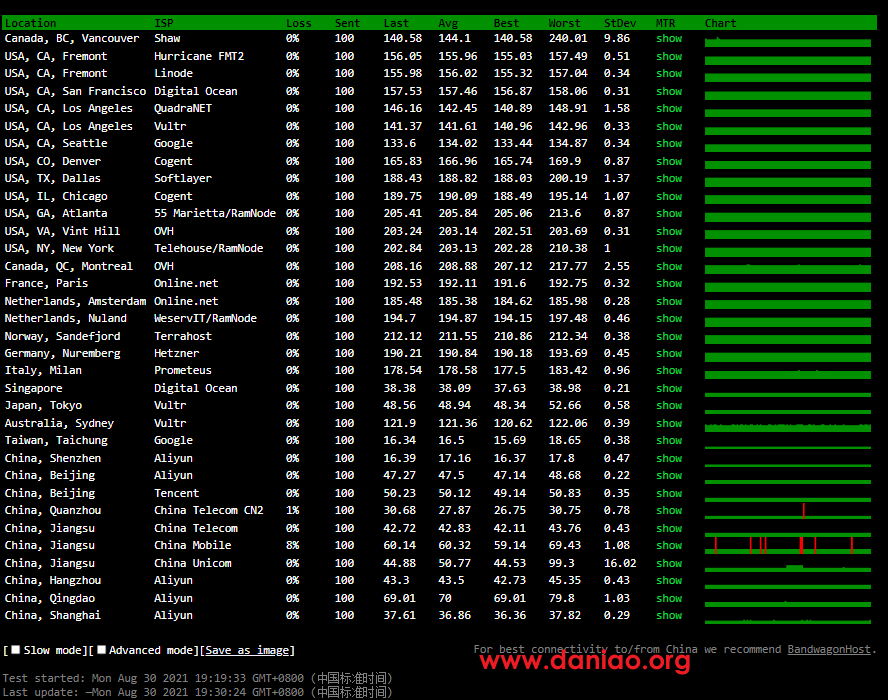 Location ISP Loss Sent Last Avg Best Worst StDev MTR Chart
Canada, BC, Vancouver Shaw 0% 100 140.58 144.1 140.58 240.01 9.86 show
USA, CA, Fremont Hurricane FMT2 0% 100 156.05 155.96 155.03 157.49 0.51 show
USA, CA, Fremont Linode 0% 100 155.98 156.02 155.32 157.04 0.34 show
USA, CA, San Francisco Digital Ocean 0% 100 157.53 157.46 156.87 158.06 0.31 show
USA, CA, Los Angeles QuadraNET 0% 100 146.16 142.45 140.89 148.91 1.58 show
USA, CA, Los Angeles Vultr 0% 100 141.37 141.61 140.96 142.96 0.33 show
USA, CA, Seattle Google 0% 100 133.6 134.02 133.44 134.87 0.34 show
USA, CO, Denver Cogent 0% 100 165.83 166.96 165.74 169.9 0.87 show
USA, TX, Dallas Softlayer 0% 100 188.43 188.82 188.03 200.19 1.37 show
USA, IL, Chicago Cogent 0% 100 189.75 190.09 188.49 195.14 1.07 show
USA, GA, Atlanta 55 Marietta/RamNode 0% 100 205.41 205.84 205.06 213.6 0.87 show
USA, VA, Vint Hill OVH 0% 100 203.24 203.14 202.51 203.69 0.31 show
USA, NY, New York Telehouse/RamNode 0% 100 202.84 203.13 202.28 210.38 1 show
Canada, QC, Montreal OVH 0% 100 208.16 208.88 207.12 217.77 2.55 show
France, Paris Online.net 0% 100 192.53 192.11 191.6 192.75 0.32 show
Netherlands, Amsterdam Online.net 0% 100 185.48 185.38 184.62 185.98 0.28 show
Netherlands, Nuland WeservIT/RamNode 0% 100 194.7 194.87 194.15 197.48 0.46 show
Norway, Sandefjord Terrahost 0% 100 212.12 211.55 210.86 212.34 0.38 show
Germany, Nuremberg Hetzner 0% 100 190.21 190.84 190.18 193.69 0.45 show
Italy, Milan Prometeus 0% 100 178.54 178.58 177.5 183.42 0.96 show
Singapore Digital Ocean 0% 100 38.38 38.09 37.63 38.98 0.21 show
Japan, Tokyo Vultr 0% 100 48.56 48.94 48.34 52.66 0.58 show
Australia, Sydney Vultr 0% 100 121.9 121.36 120.62 122.06 0.39 show
Taiwan, Taichung Google 0% 100 16.34 16.5 15.69 18.65 0.38 show
China, Shenzhen Aliyun 0% 100 16.39 17.16 16.37 17.8 0.47 show
China, Beijing Aliyun 0% 100 47.27 47.5 47.14 48.68 0.22 show
China, Beijing Tencent 0% 100 50.23 50.12 49.14 50.83 0.35 show
China, Quanzhou China Telecom CN2 1% 100 30.68 27.87 26.75 30.75 0.78 show
China, Jiangsu China Telecom 0% 100 42.72 42.83 42.11 43.76 0.43 show
China, Jiangsu China Mobile 8% 100 60.14 60.32 59.14 69.43 1.08 show
China, Jiangsu China Unicom 0% 100 44.88 50.77 44.53 99.3 16.02 show
China, Hangzhou Aliyun 0% 100 43.3 43.5 42.73 45.35 0.43 show
China, Qingdao Aliyun 0% 100 69.01 70 69.01 79.8 1.03 show
China, Shanghai Aliyun 0% 100 37.61 36.86 36.36 37.82 0.29 show
[ Slow mode][ Advanced mode][Save as image]
For best connectivity to/from China we recommend BandwagonHost.
www.daniao.org
Test started: Mon Aug 30 2021 19:19:33 GMT+0800 (中国标准时间)
Last update: →Mon Aug 30 2021 19:30:24 GMT+0800 (中国标准时间)